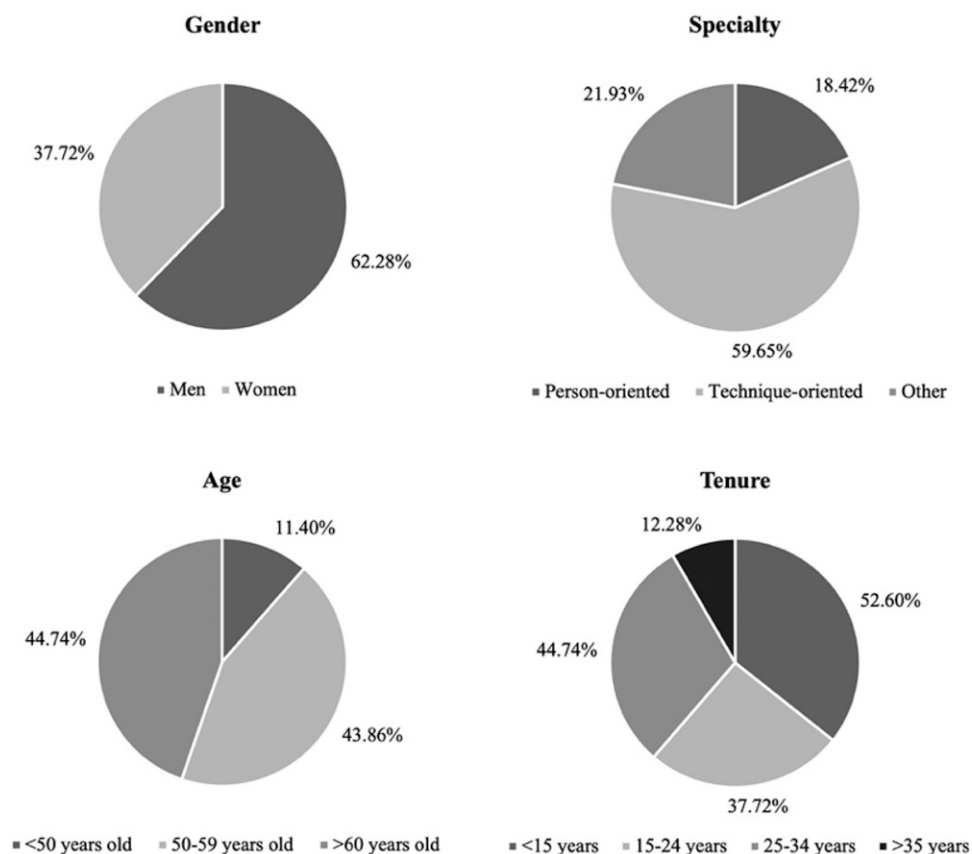 Gender
37.72%
62.28%
Men Women
Specialty
21.93%
18.42%
59.65%
Person-oriented Technique-oriented Other
Age
11.40%
44.74%
43.86%
<50 years old 50-59 years old >60 years old
Tenure
12.28%
52.60%
44.74%
37.72%
<15 years 15-24 years 25-34 years >35 years